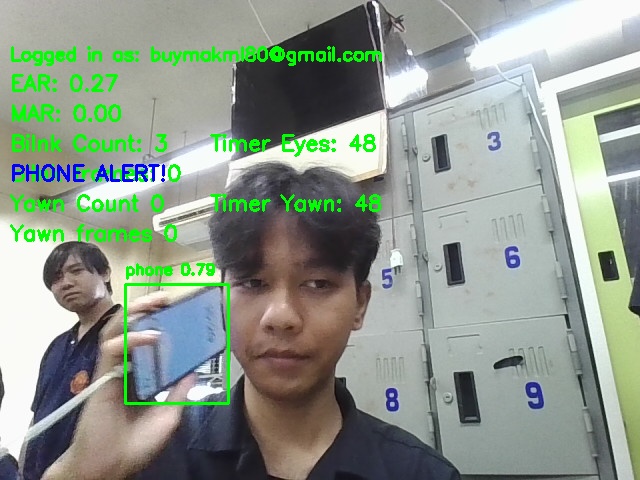 Logged in as: buymakml80@gmail.com
EAR: 0.27
MAR: 0.00
Blink Count: 3 Timer Eyes: 48
PHONE ALERT! 0
Yawn Count 0 Timer Yawn: 48
Yawn frames 0
phone 0.79
3
5
6
8
9